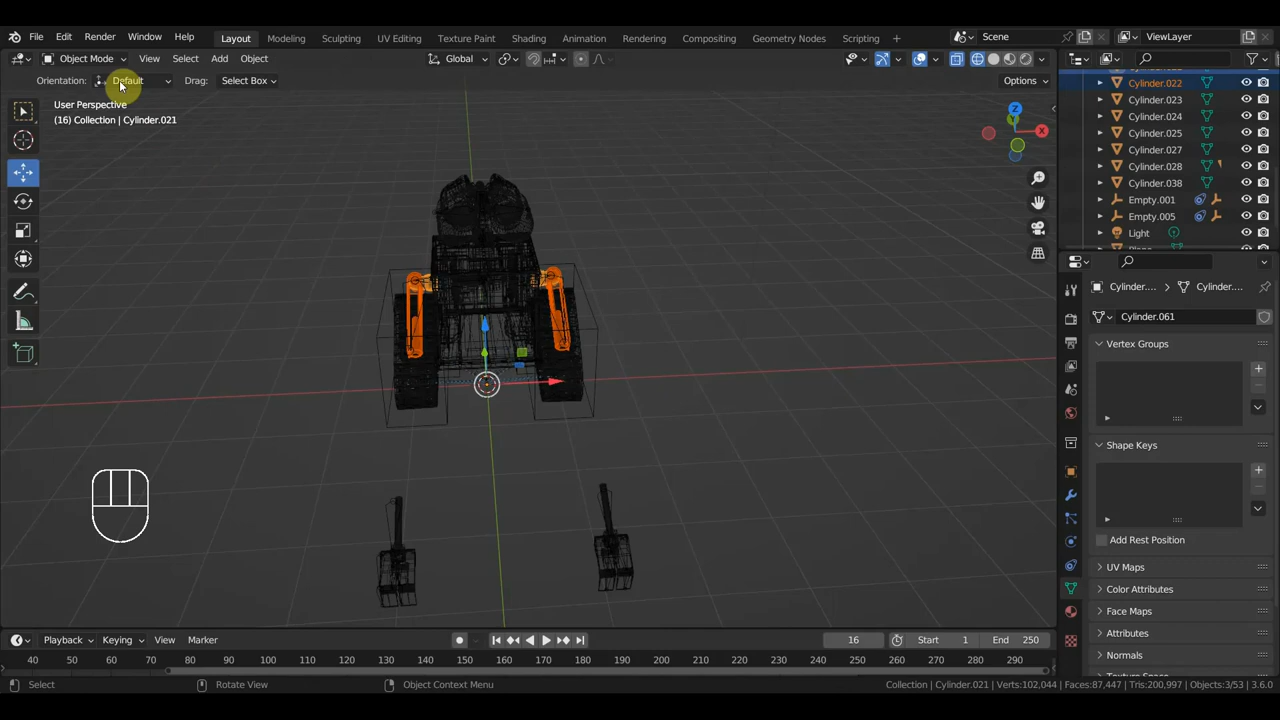 File Edit Render Window Help Layout Modeling Sculpting UV Editing Texture Paint Shading Animation Rendering Compositing Geometry Nodes Scripting + Scene ViewLayer
Object Mode View Select Add Object Global
Orientation: Default Drag: Select Box Options
User Perspective
(16) Collection | Cylinder.021
Z
X
Cylinder.022
Cylinder.023
Cylinder.024
Cylinder.025
Cylinder.027
Cylinder.028
Cylinder.038
Empty.001
Empty.005
Light
Cylinder.... Cylinder....
Cylinder.061
Vertex Groups
Shape Keys
Add Rest Position
UV Maps
Color Attributes
Face Maps
Attributes
Normals
Texture Space
Playback Keying View Marker 16 Start 1 End 250
40 50 60 70 80 90 100 110 120 130 140 150 160 170 180 190 200 210 220 230 240 250 260 270 280 290
Select Rotate View Object Context Menu Collection | Cylinder.021 | Verts:102,044 | Faces:87,447 | Tris:200,997 | Objects:3/53 | 3.6.0